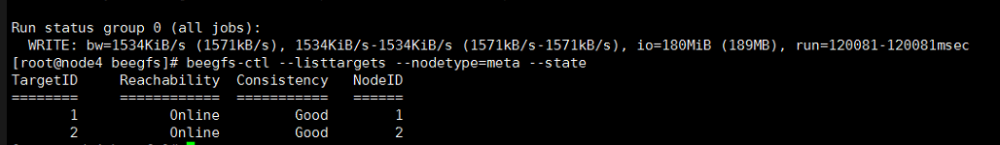 Run status group 0 (all jobs):
  WRITE: bw=1534KiB/s (1571kB/s), 1534KiB/s-1534KiB/s (1571kB/s-1571kB/s), io=180MiB (189MB), run=120081-120081msec
[root@node4 beegfs]# beegfs-ctl --listtargets --nodetype=meta --state
TargetID     Reachability  Consistency   NodeID
========     ============  ===========   ======
       1           Online         Good        1
       2           Online         Good        2